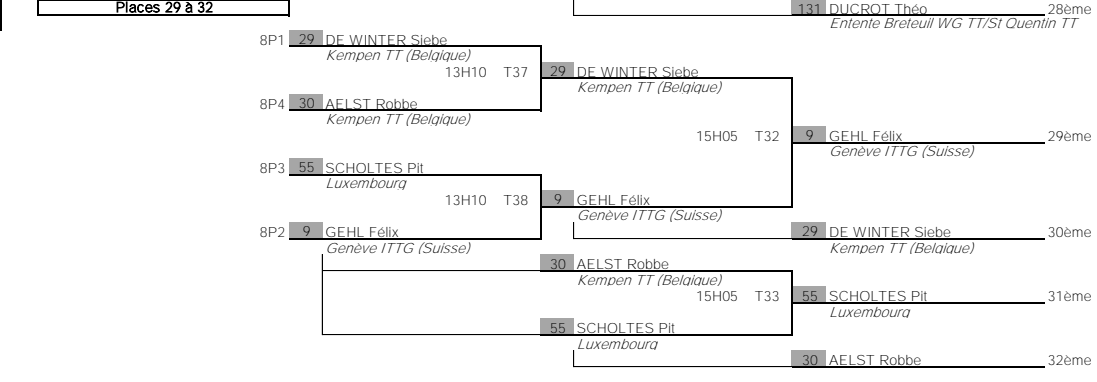 Places 29 à 32
131 DUCROT Théo 28ème
Entente Breteuil WG TT/St Quentin TT
8P1 29 DE WINTER Siebe
Kempen TT (Belgique)
13H10 T37 29 DE WINTER Siebe
Kempen TT (Belgique)
8P4 30 AELST Robbe
Kempen TT (Belgique)
15H05 T32 9 GEHL Félix 29ème
Genève ITTG (Suisse)
8P3 55 SCHOLTES Pit
Luxembourg
13H10 T38 9 GEHL Félix
Genève ITTG (Suisse)
8P2 9 GEHL Félix
Genève ITTG (Suisse)
29 DE WINTER Siebe 30ème
Kempen TT (Belgique)
30 AELST Robbe
Kempen TT (Belgique)
15H05 T33 55 SCHOLTES Pit 31ème
Luxembourg
55 SCHOLTES Pit
Luxembourg
30 AELST Robbe 32ème